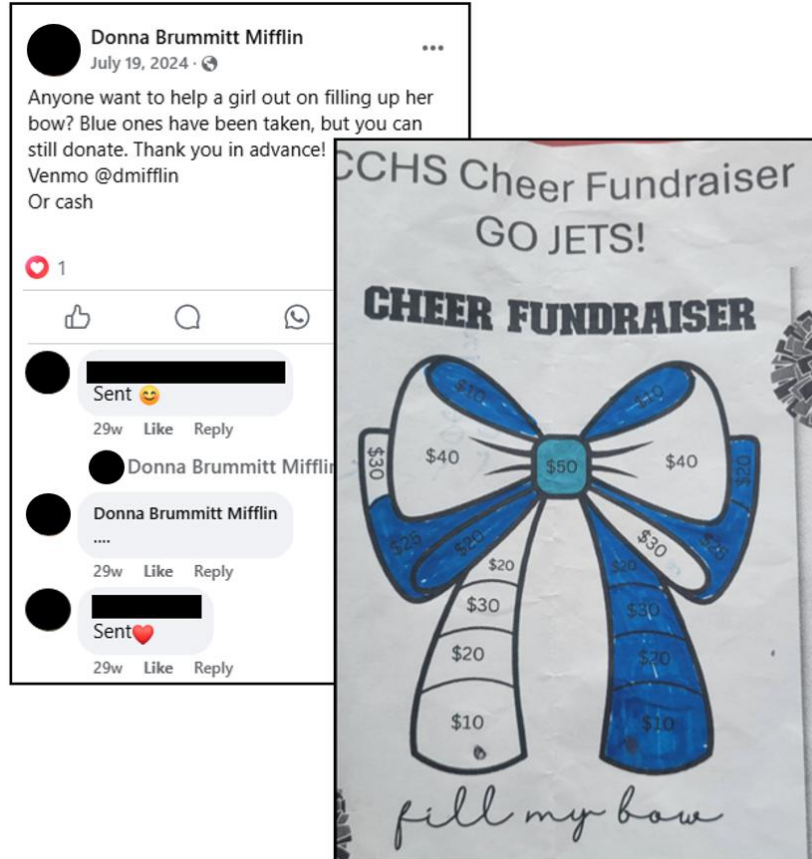 Donna Brummitt Mifflin
July 19, 2024
Anyone want to help a girl out on filling up her
bow? Blue ones have been taken, but you can
still donate. Thank you in advance!
Venmo @dmifflin
Or cash
1
Sent 😊
29w Like Reply
Donna Brummitt Mifflin
Donna Brummitt Mifflin
....
29w Like Reply
Sent❤️
29w Like Reply
CCHS Cheer Fundraiser
GO JETS!
CHEER FUNDRAISER
$10 $10
$30 $40 $50 $40 $20
$25 $20 $30 $25
$20 $20
$30 $30
$20 $20
$10 $10
fill my bow